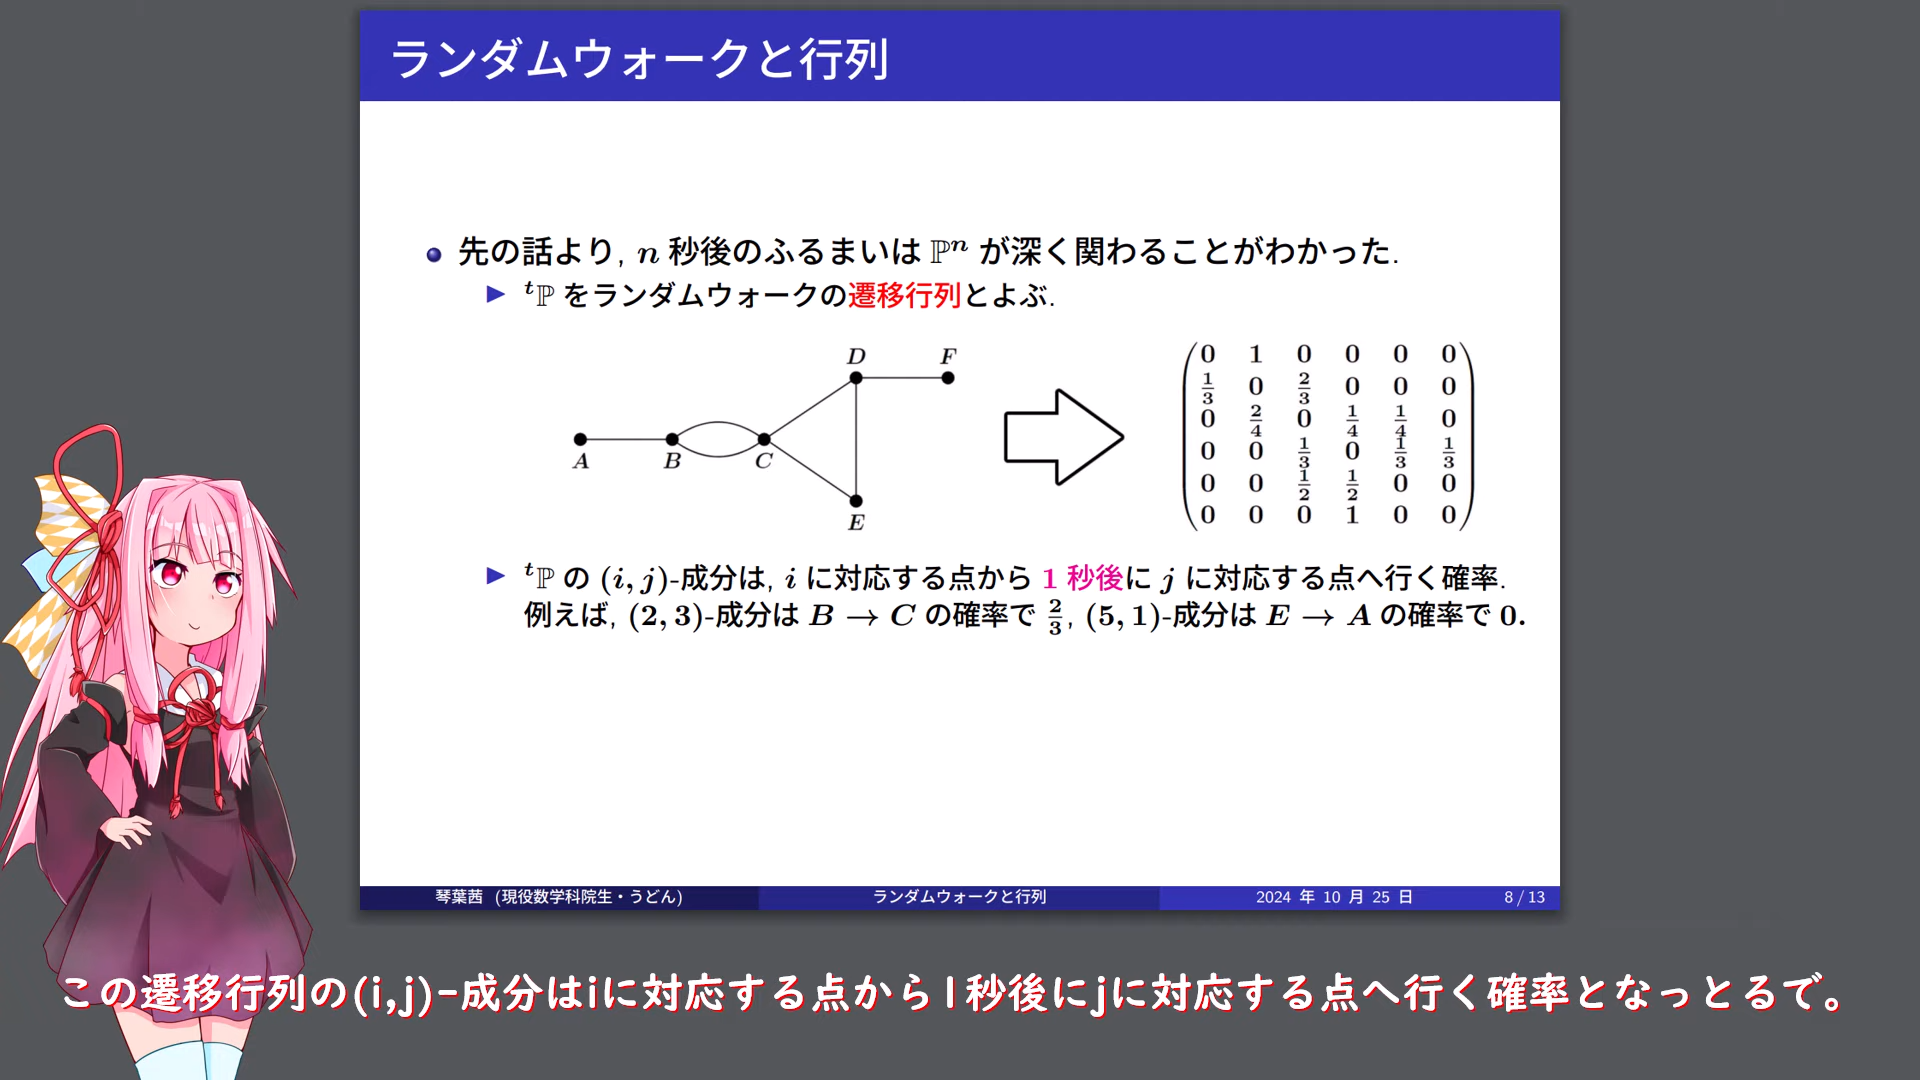 ランダムウォークと行列
先の話より, n 秒後のふるまいは ℙⁿ が深く関わることがわかった.
ᵗℙ をランダムウォークの遷移行列とよぶ.
D F
A B C
E
0 1 0 0 0 0
1/3 0 2/3 0 0 0
0 2/4 0 1/4 1/4 0
0 0 1/3 0 1/3 1/3
0 0 1/2 1/2 0 0
0 0 0 1 0 0
ᵗℙ の (i, j)-成分は, i に対応する点から 1 秒後に j に対応する点へ行く確率.
例えば, (2, 3)-成分は B → C の確率で 2/3, (5, 1)-成分は E → A の確率で 0.
琴葉茜 (現役数学科院生・うどん) ランダムウォークと行列 2024 年 10 月 25 日 8 / 13
この遷移行列の(i,j)-成分はiに対応する点から1秒後にjに対応する点へ行く確率となっとるで。